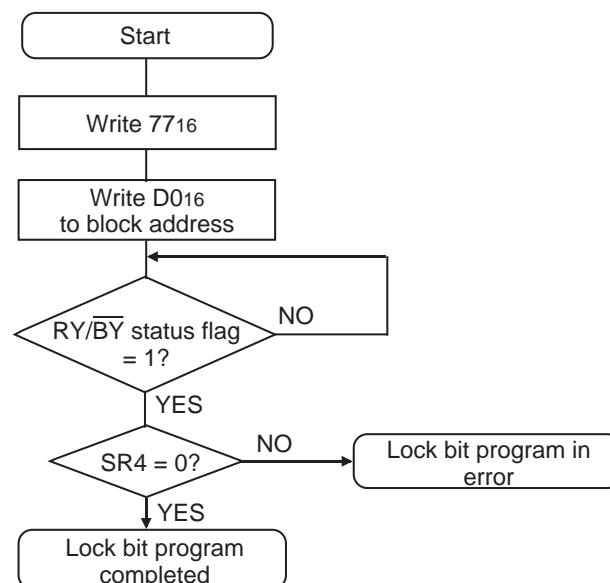 Start
Write 7716
Write D016
to block address
RY/BY status flag
= 1?
NO
YES
SR4 = 0?
NO
Lock bit program in
error
YES
Lock bit program
completed